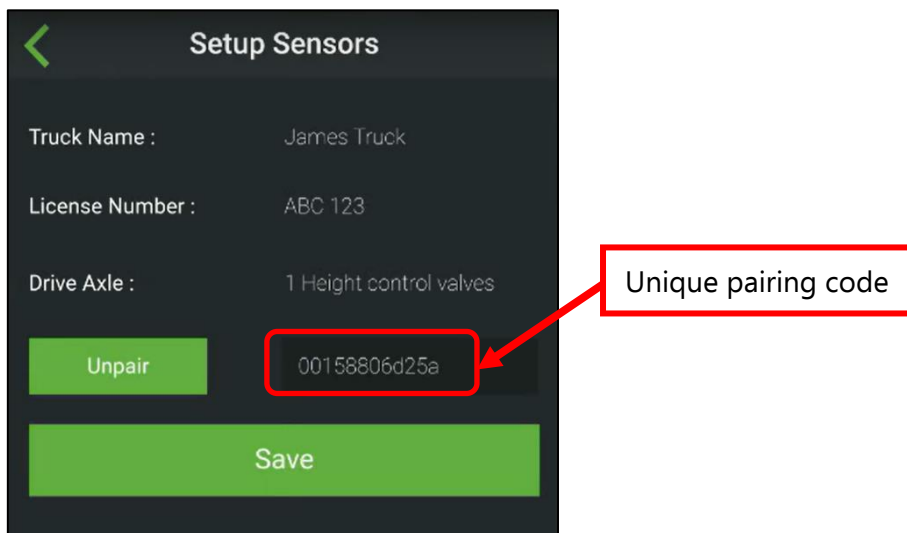 Setup Sensors
Truck Name : James Truck
License Number : ABC 123
Drive Axle : 1 Height control valves
Unique pairing code
Unpair 00158806d25a
Save